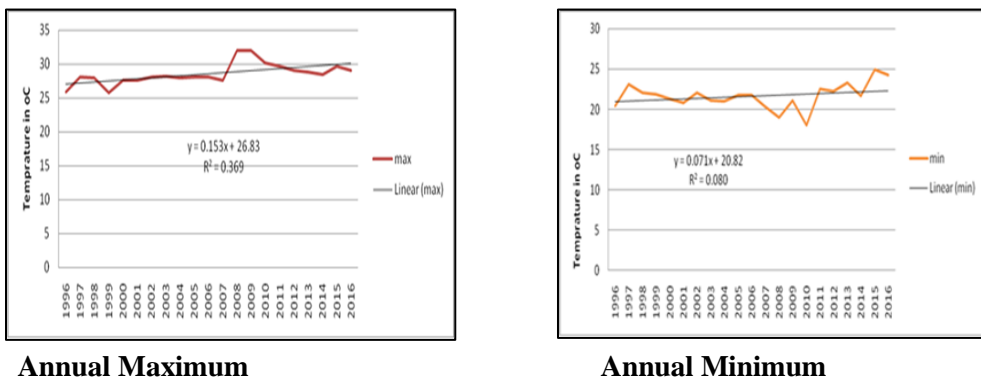 35
30
25
20
15
10
5
0
Temprature in oC
y = 0.153x + 26.83
R² = 0.369
max
Linear (max)
1996 1997 1998 1999 2000 2001 2002 2003 2004 2005 2006 2007 2008 2009 2010 2011 2012 2013 2014 2015 2016
Annual Maximum
30
25
20
15
10
5
0
Temprature in oC
y = 0.071x + 20.82
R² = 0.080
min
Linear (min)
1996 1997 1998 1999 2000 2001 2002 2003 2004 2005 2006 2007 2008 2009 2010 2011 2012 2013 2014 2015 2016
Annual Minimum